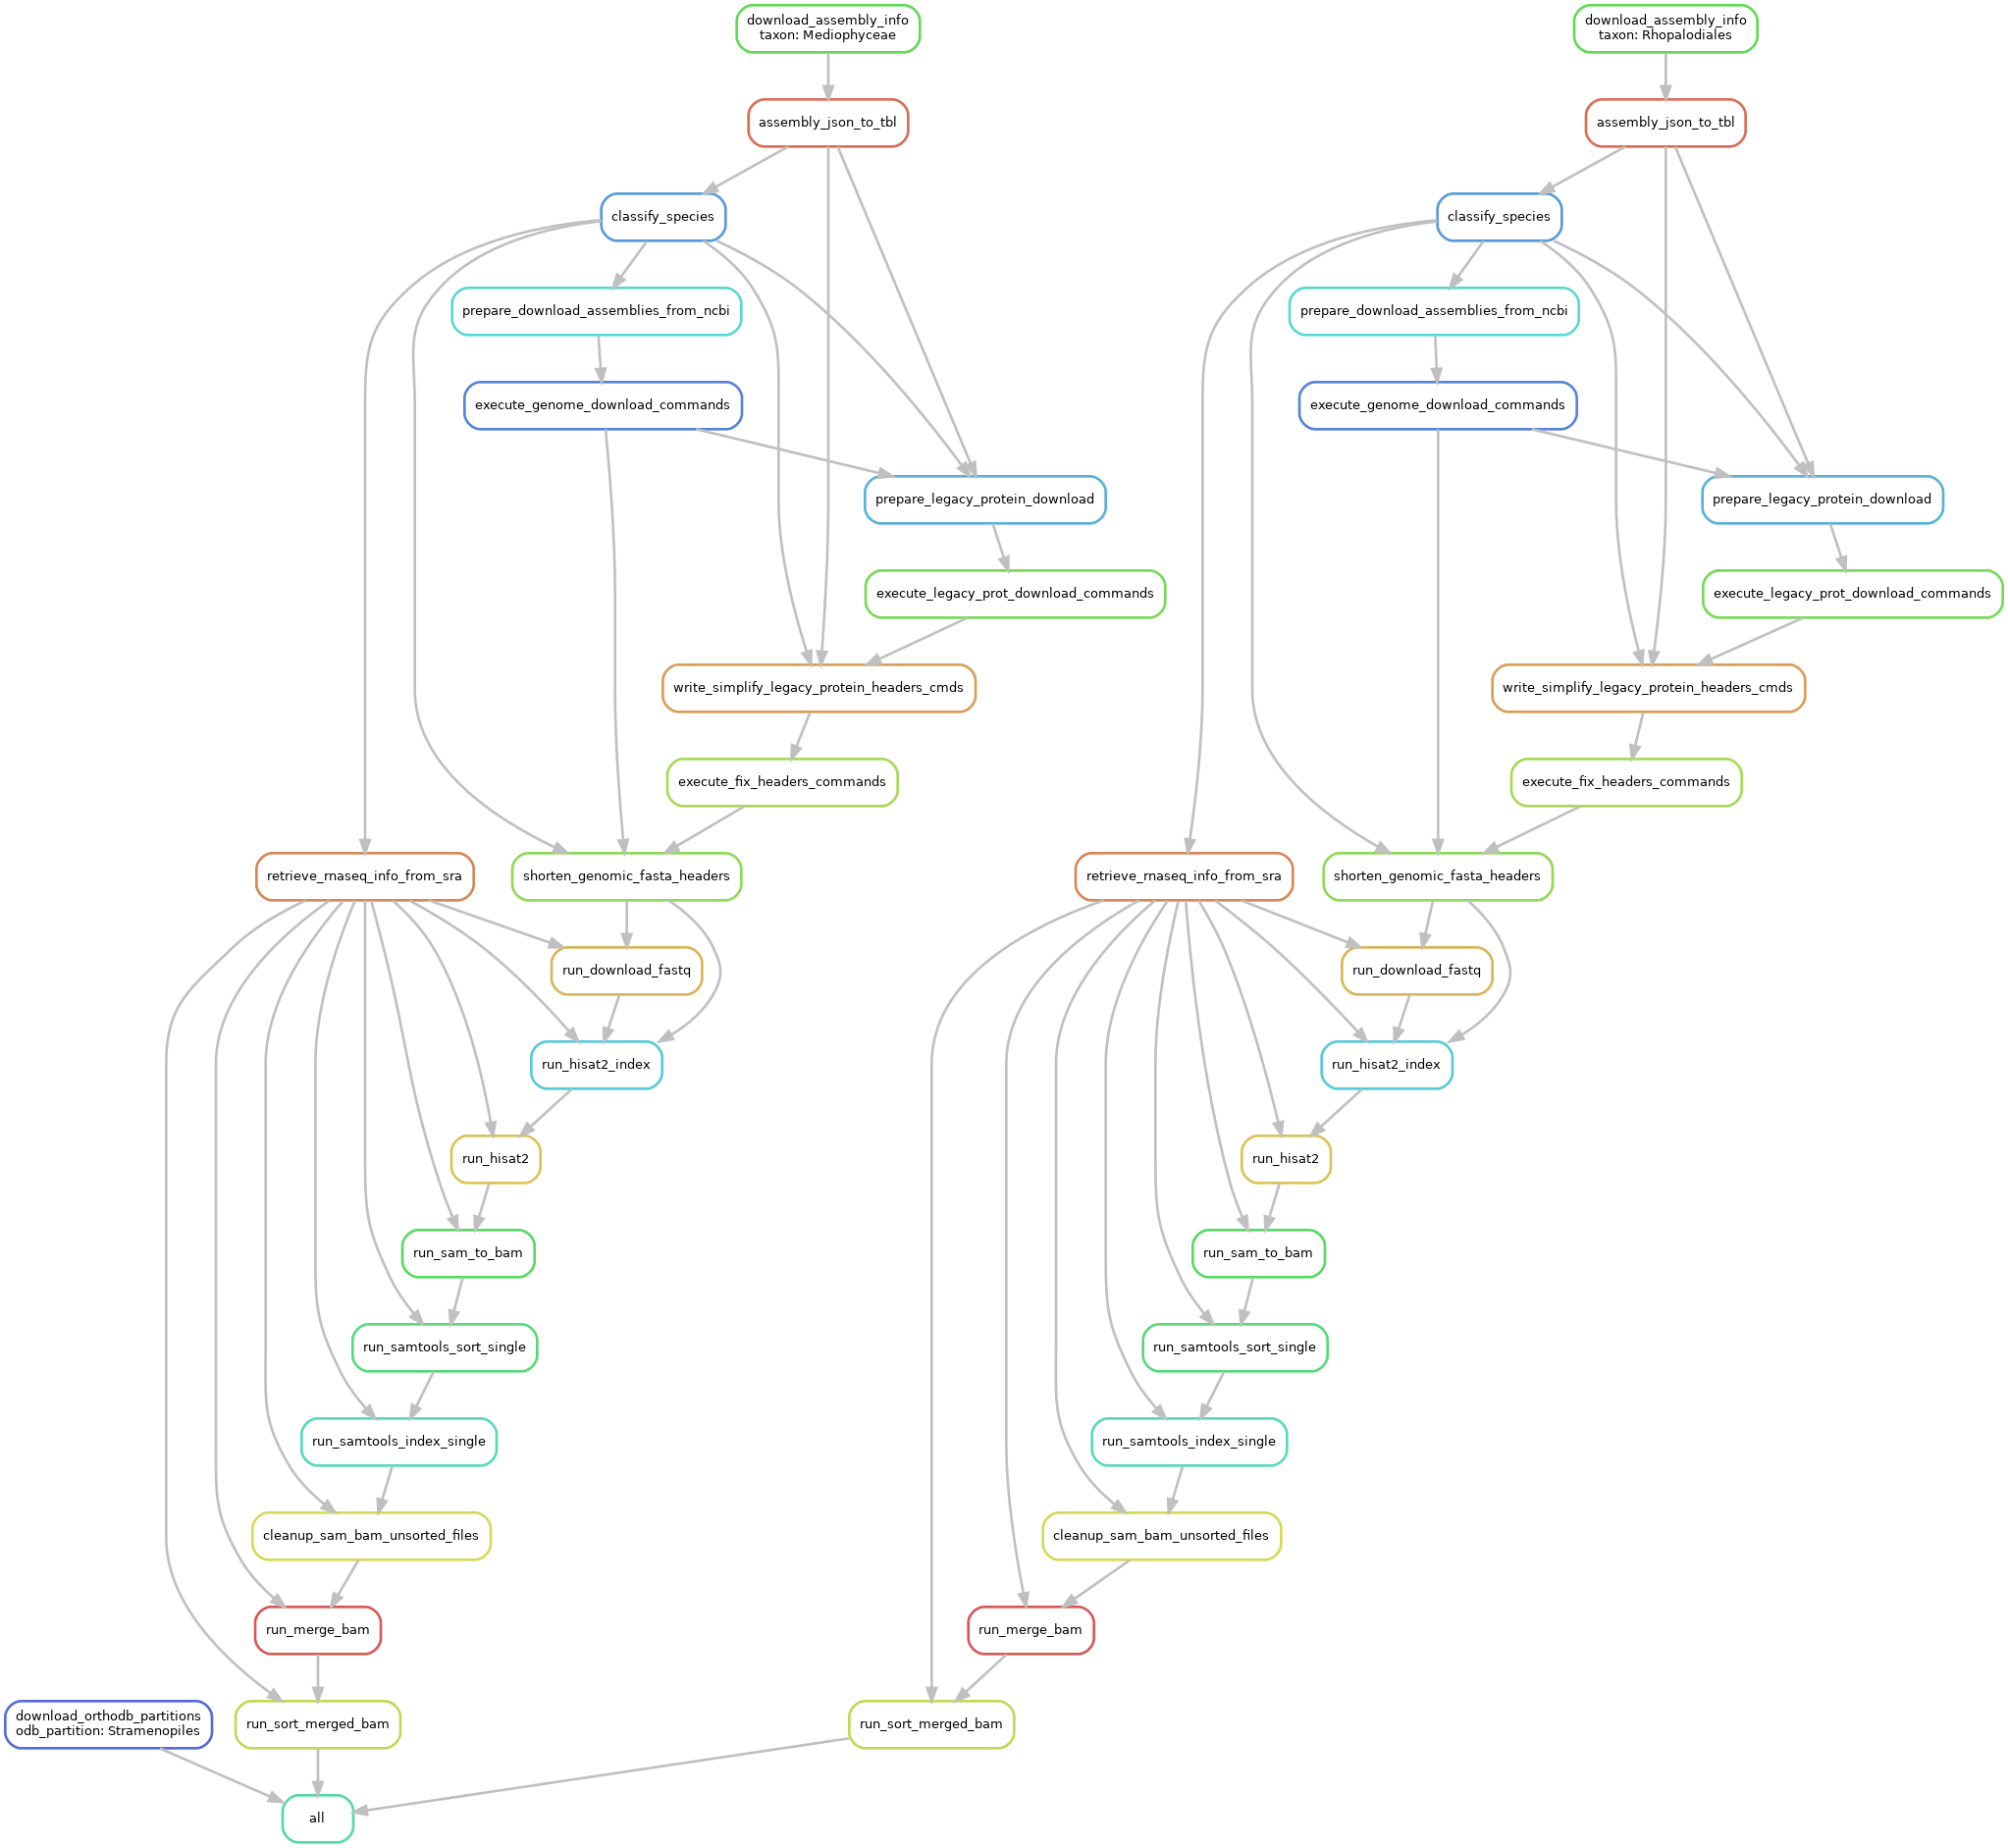 download_assembly_info
taxon: Mediophyceae
download_assembly_info
taxon: Rhopalodiales
assembly_json_to_tbl
assembly_json_to_tbl
classify_species
classify_species
prepare_download_assemblies_from_ncbi
prepare_download_assemblies_from_ncbi
execute_genome_download_commands
execute_genome_download_commands
prepare_legacy_protein_download
prepare_legacy_protein_download
execute_legacy_prot_download_commands
execute_legacy_prot_download_commands
write_simplify_legacy_protein_headers_cmds
write_simplify_legacy_protein_headers_cmds
execute_fix_headers_commands
execute_fix_headers_commands
retrieve_rnaseq_info_from_sra
shorten_genomic_fasta_headers
retrieve_rnaseq_info_from_sra
shorten_genomic_fasta_headers
run_download_fastq
run_download_fastq
run_hisat2_index
run_hisat2_index
run_hisat2
run_hisat2
run_sam_to_bam
run_sam_to_bam
run_samtools_sort_single
run_samtools_sort_single
run_samtools_index_single
run_samtools_index_single
cleanup_sam_bam_unsorted_files
cleanup_sam_bam_unsorted_files
run_merge_bam
run_merge_bam
download_orthodb_partitions
odb_partition: Stramenopiles
run_sort_merged_bam
run_sort_merged_bam
all